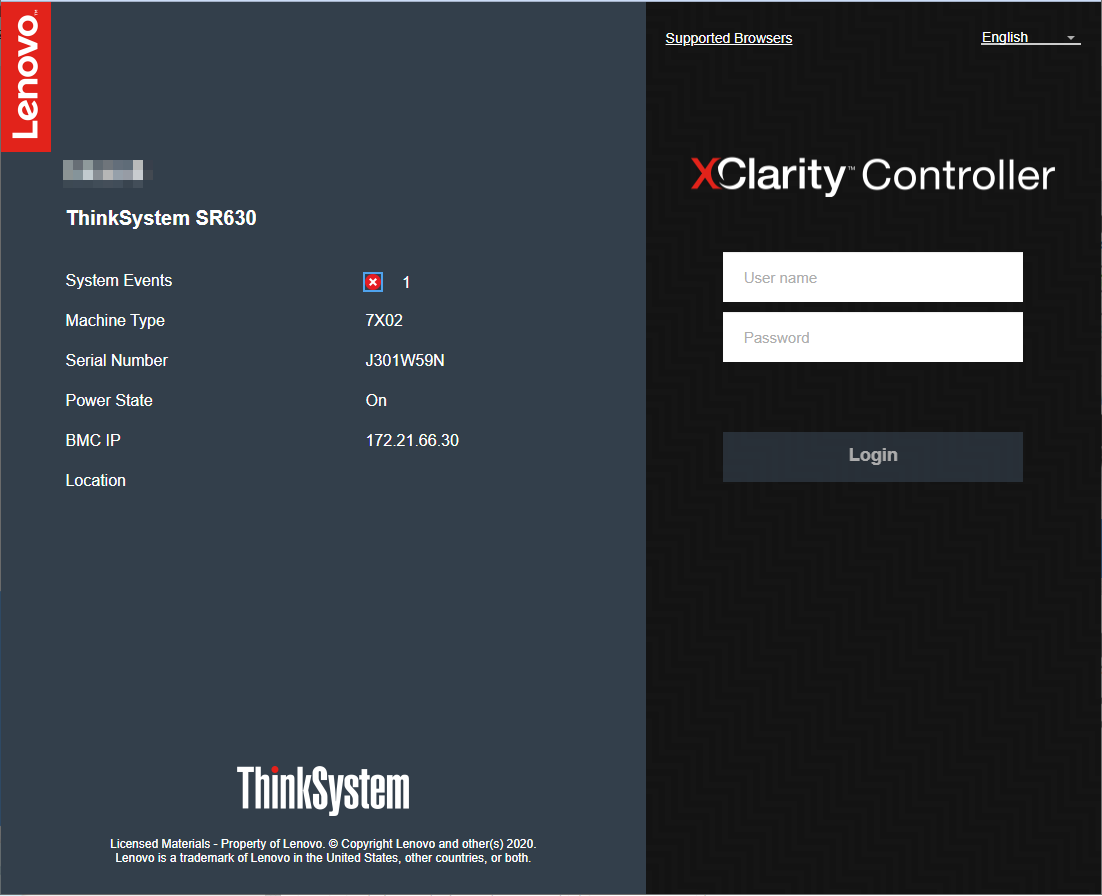 Lenovo™
ThinkSystem SR630
System Events 1
Machine Type 7X02
Serial Number J301W59N
Power State On
BMC IP 172.21.66.30
Location
ThinkSystem
Licensed Materials - Property of Lenovo. © Copyright Lenovo and other(s) 2020.
Lenovo is a trademark of Lenovo in the United States, other countries, or both.
Supported Browsers English
XClarity™ Controller
User name
Password
Login